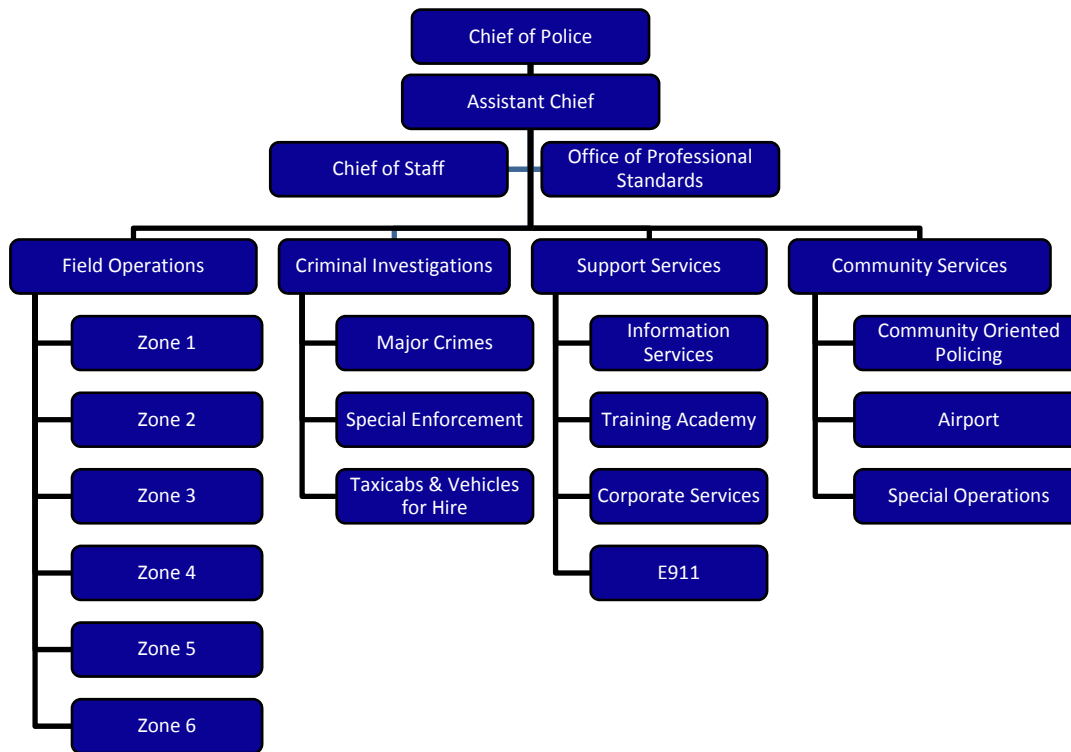 Chief of Police
Assistant Chief
Chief of Staff
Office of Professional
Standards
Field Operations
Criminal Investigations
Support Services
Community Services
Zone 1
Zone 2
Zone 3
Zone 4
Zone 5
Zone 6
Major Crimes
Special Enforcement
Taxicabs & Vehicles
for Hire
Information
Services
Training Academy
Corporate Services
E911
Community Oriented
Policing
Airport
Special Operations